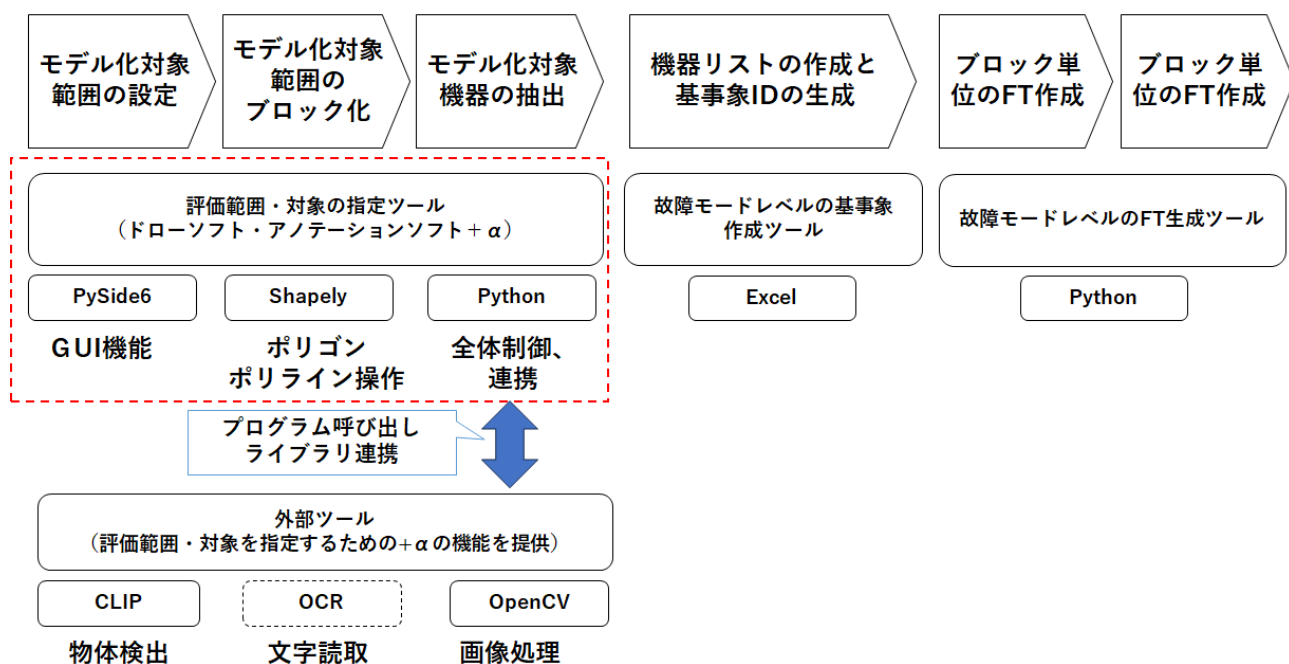 モデル化対象
範囲の設定
モデル化対象
範囲の
ブロック化
モデル化対象
機器の抽出
機器リストの作成と
基事象IDの生成
ブロック単
位のFT作成
ブロック単
位のFT作成
評価範囲・対象の指定ツール
（ドローソフト・アノテーションソフト＋α）
故障モードレベルの基事象
作成ツール
故障モードレベルのFT生成ツール
PySide6
Shapely
Python
Excel
Python
ＧUI機能
ポリゴン
ポリライン操作
全体制御、
連携
プログラム呼び出し
ライブラリ連携
外部ツール
（評価範囲・対象を指定するための+αの機能を提供）
CLIP
OCR
OpenCV
物体検出
文字読取
画像処理